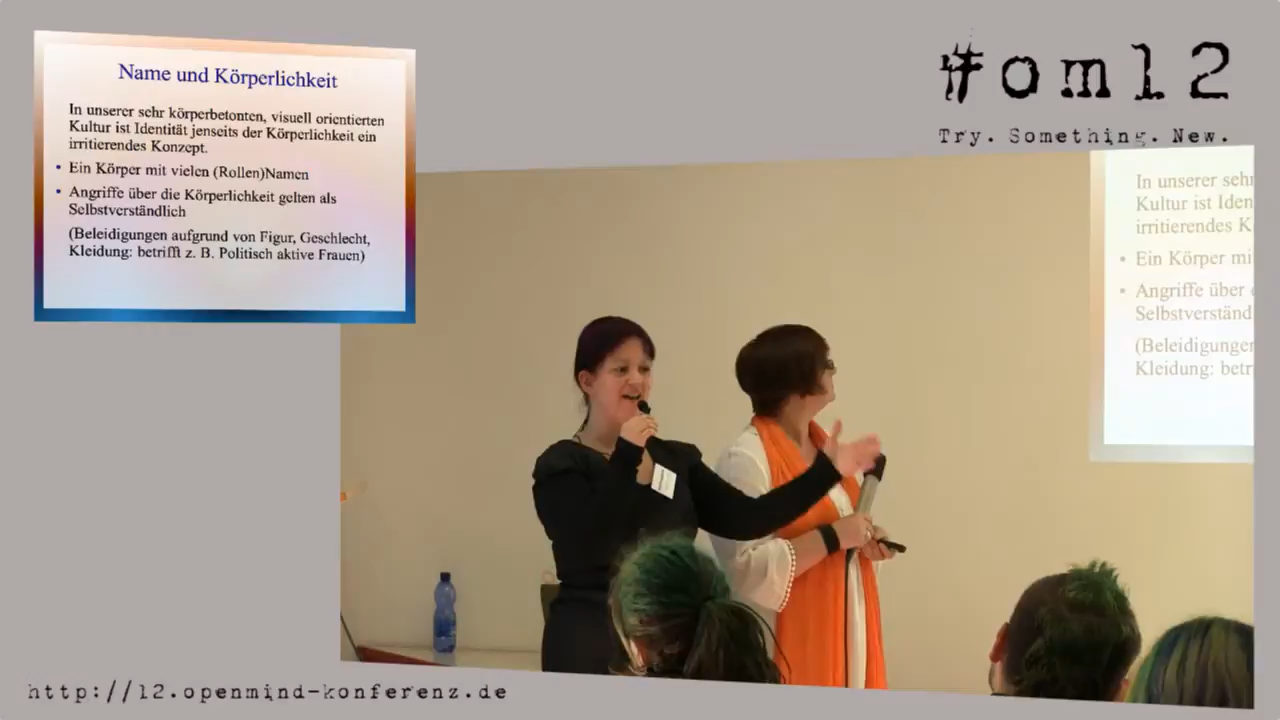 Name und Körperlichkeit
In unserer sehr körperbetonten, visuell orientierten
Kultur ist Identität jenseits der Körperlichkeit ein
irritierendes Konzept.
• Ein Körper mit vielen (Rollen)Namen
• Angriffe über die Körperlichkeit gelten als
Selbstverständlich
(Beleidigungen aufgrund von Figur, Geschlecht,
Kleidung: betrifft z. B. Politisch aktive Frauen)
#om12
Try. Something. New.
In unserer sehr
Kultur ist Iden
irritierendes K
• Ein Körper mi
• Angriffe über
Selbstverständ
(Beleidigungen
Kleidung: betr
http://12.openmind-konferenz.de